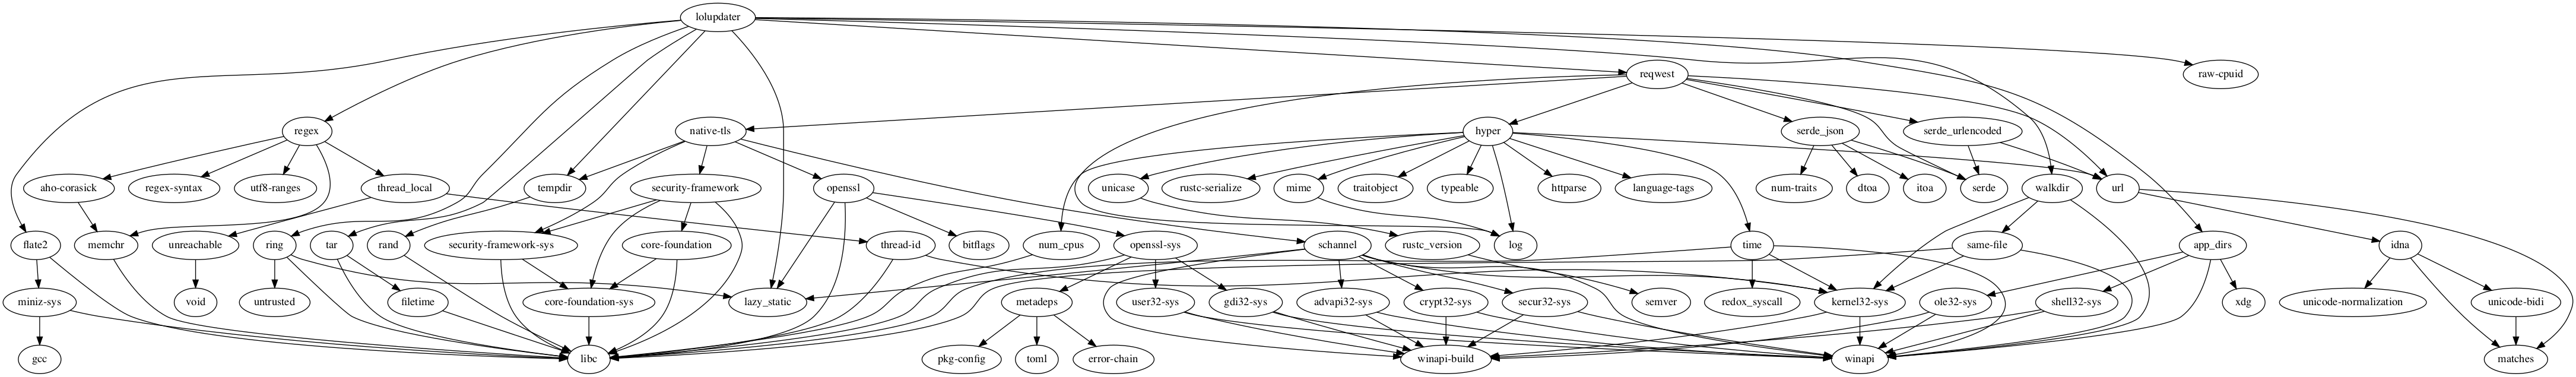 lolupdater
reqwest
raw-cpuid
regex
native-tls
hyper
serde_json
serde_urlencoded
aho-corasick
regex-syntax
utf8-ranges
thread_local
tempdir
security-framework
openssl
unicase
rustc-serialize
mime
traitobject
typeable
httparse
language-tags
num-traits
dtoa
itoa
serde
walkdir
url
flate2
memchr
unreachable
ring
tar
rand
security-framework-sys
core-foundation
thread-id
bitflags
num_cpus
openssl-sys
schannel
rustc_version
log
time
same-file
app_dirs
idna
miniz-sys
void
untrusted
filetime
core-foundation-sys
lazy_static
metadeps
user32-sys
gdi32-sys
advapi32-sys
crypt32-sys
secur32-sys
semver
redox_syscall
kernel32-sys
ole32-sys
shell32-sys
xdg
unicode-normalization
unicode-bidi
gcc
libc
pkg-config
toml
error-chain
winapi-build
winapi
matches